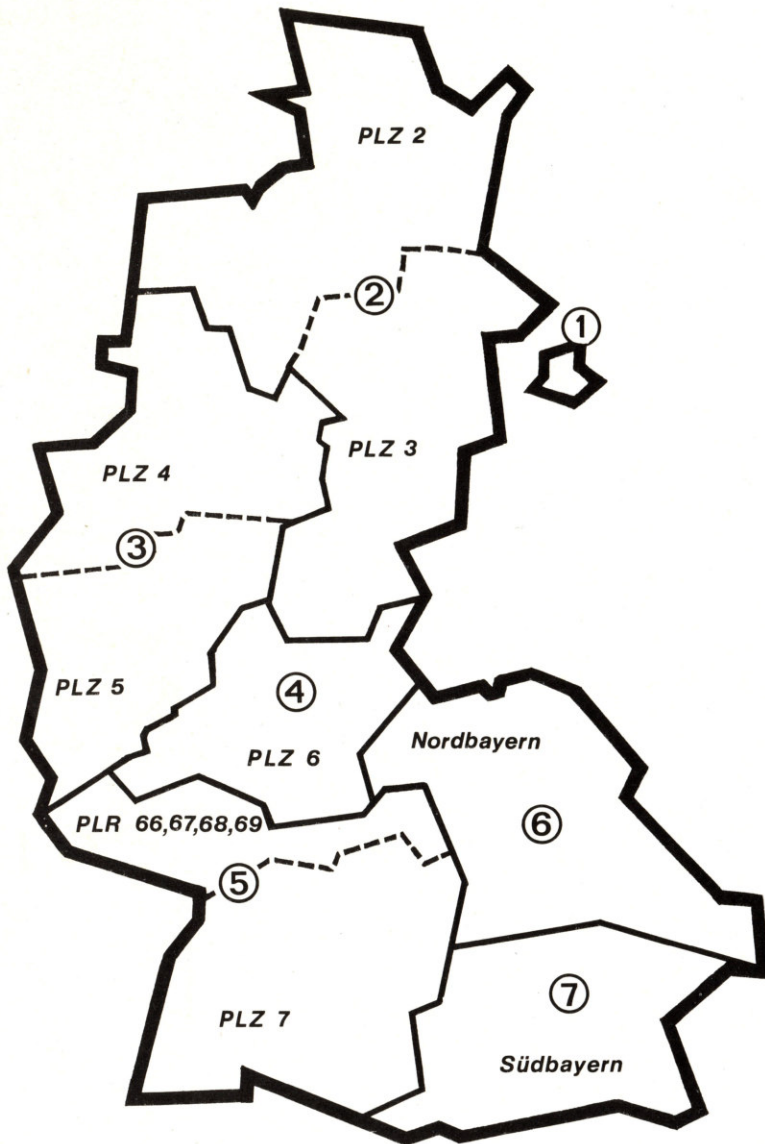 PLZ 2
②
①
PLZ 4
PLZ 3
③
PLZ 5
④
Nordbayern
PLZ 6
PLR 66,67,68,69
⑥
⑤
⑦
PLZ 7
Südbayern